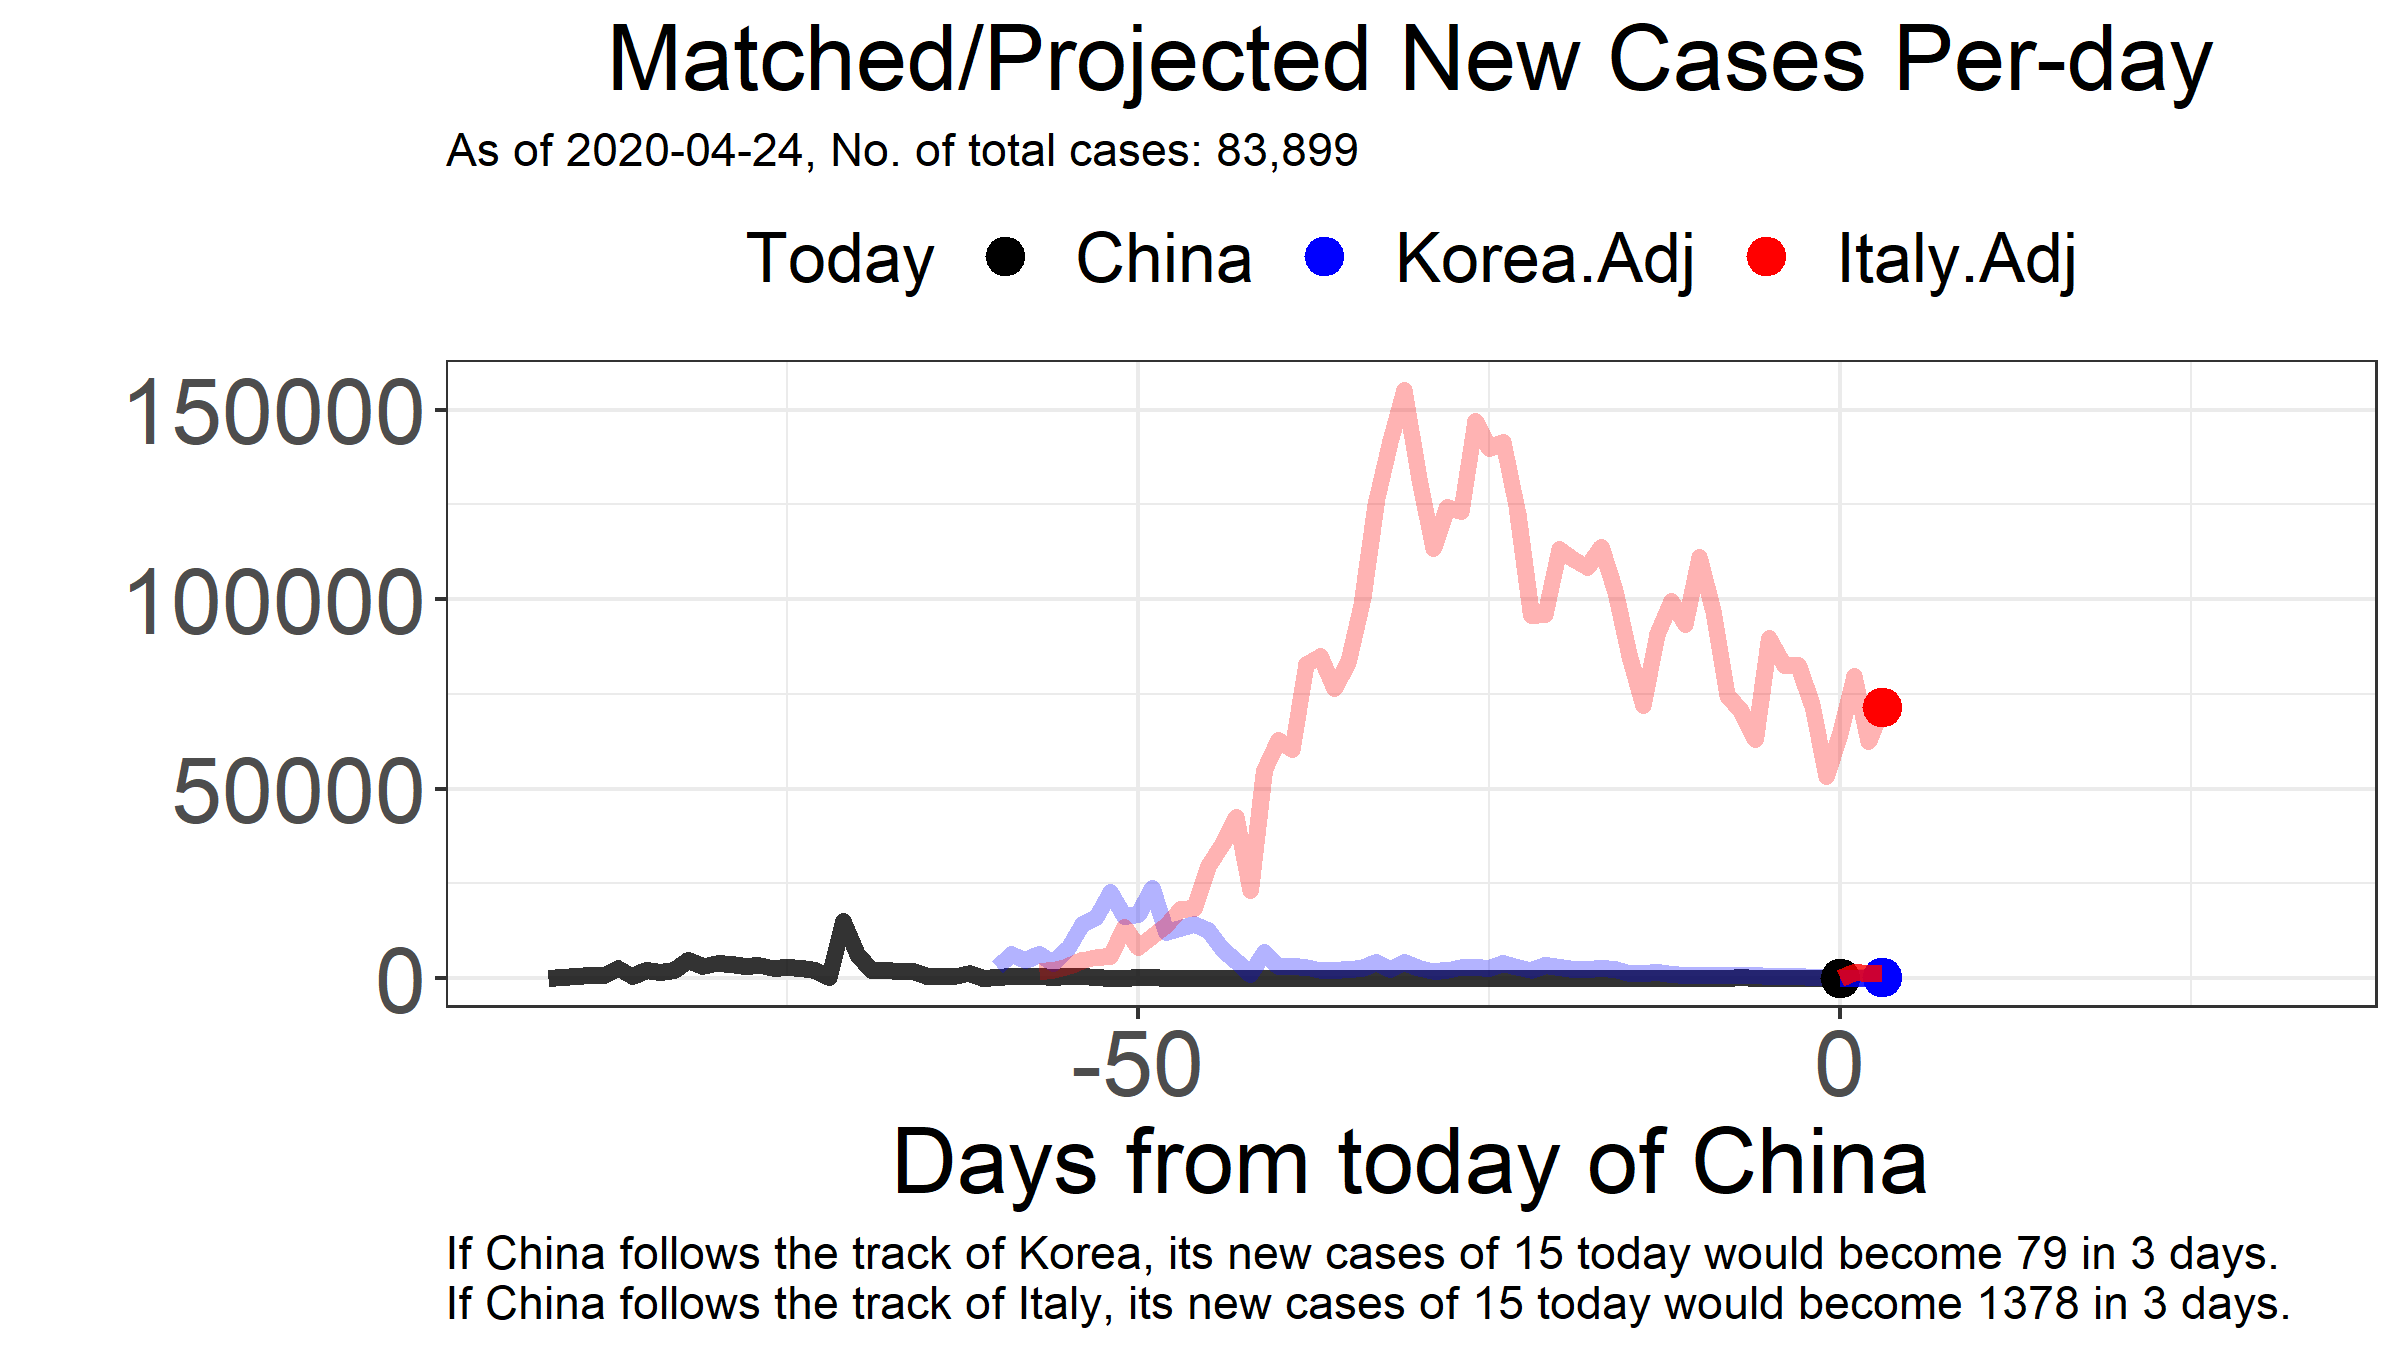 Matched/Projected New Cases Per-day
As of 2020-04-24, No. of total cases: 83,899
Today China Korea.Adj Italy.Adj
150000
100000
50000
0
-50 0
Days from today of China
If China follows the track of Korea, its new cases of 15 today would become 79 in 3 days.
If China follows the track of Italy, its new cases of 15 today would become 1378 in 3 days.